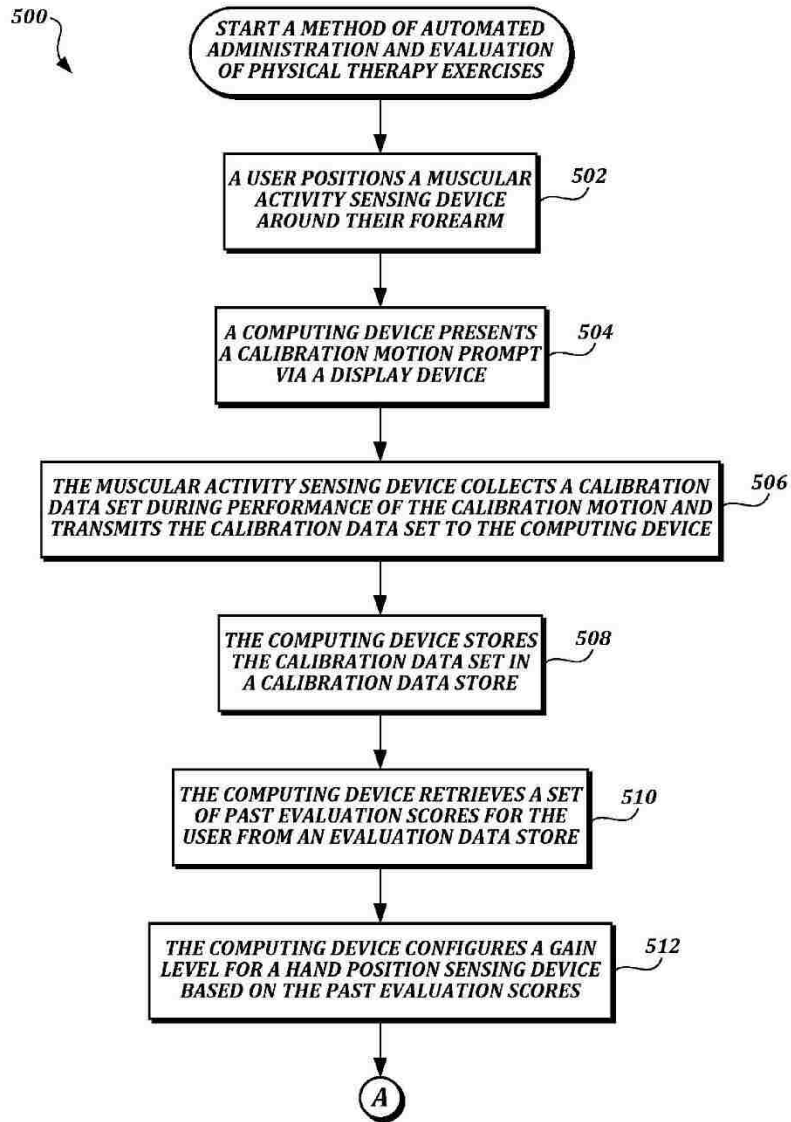 500
START A METHOD OF AUTOMATED
ADMINISTRATION AND EVALUATION
OF PHYSICAL THERAPY EXERCISES
A USER POSITIONS A MUSCULAR
ACTIVITY SENSING DEVICE
AROUND THEIR FOREARM
502
A COMPUTING DEVICE PRESENTS
A CALIBRATION MOTION PROMPT
VIA A DISPLAY DEVICE
504
THE MUSCULAR ACTIVITY SENSING DEVICE COLLECTS A CALIBRATION
DATA SET DURING PERFORMANCE OF THE CALIBRATION MOTION AND
TRANSMITS THE CALIBRATION DATA SET TO THE COMPUTING DEVICE
506
THE COMPUTING DEVICE STORES
THE CALIBRATION DATA SET IN
A CALIBRATION DATA STORE
508
THE COMPUTING DEVICE RETRIEVES A SET
OF PAST EVALUATION SCORES FOR THE
USER FROM AN EVALUATION DATA STORE
510
THE COMPUTING DEVICE CONFIGURES A GAIN
LEVEL FOR A HAND POSITION SENSING DEVICE
BASED ON THE PAST EVALUATION SCORES
512
A